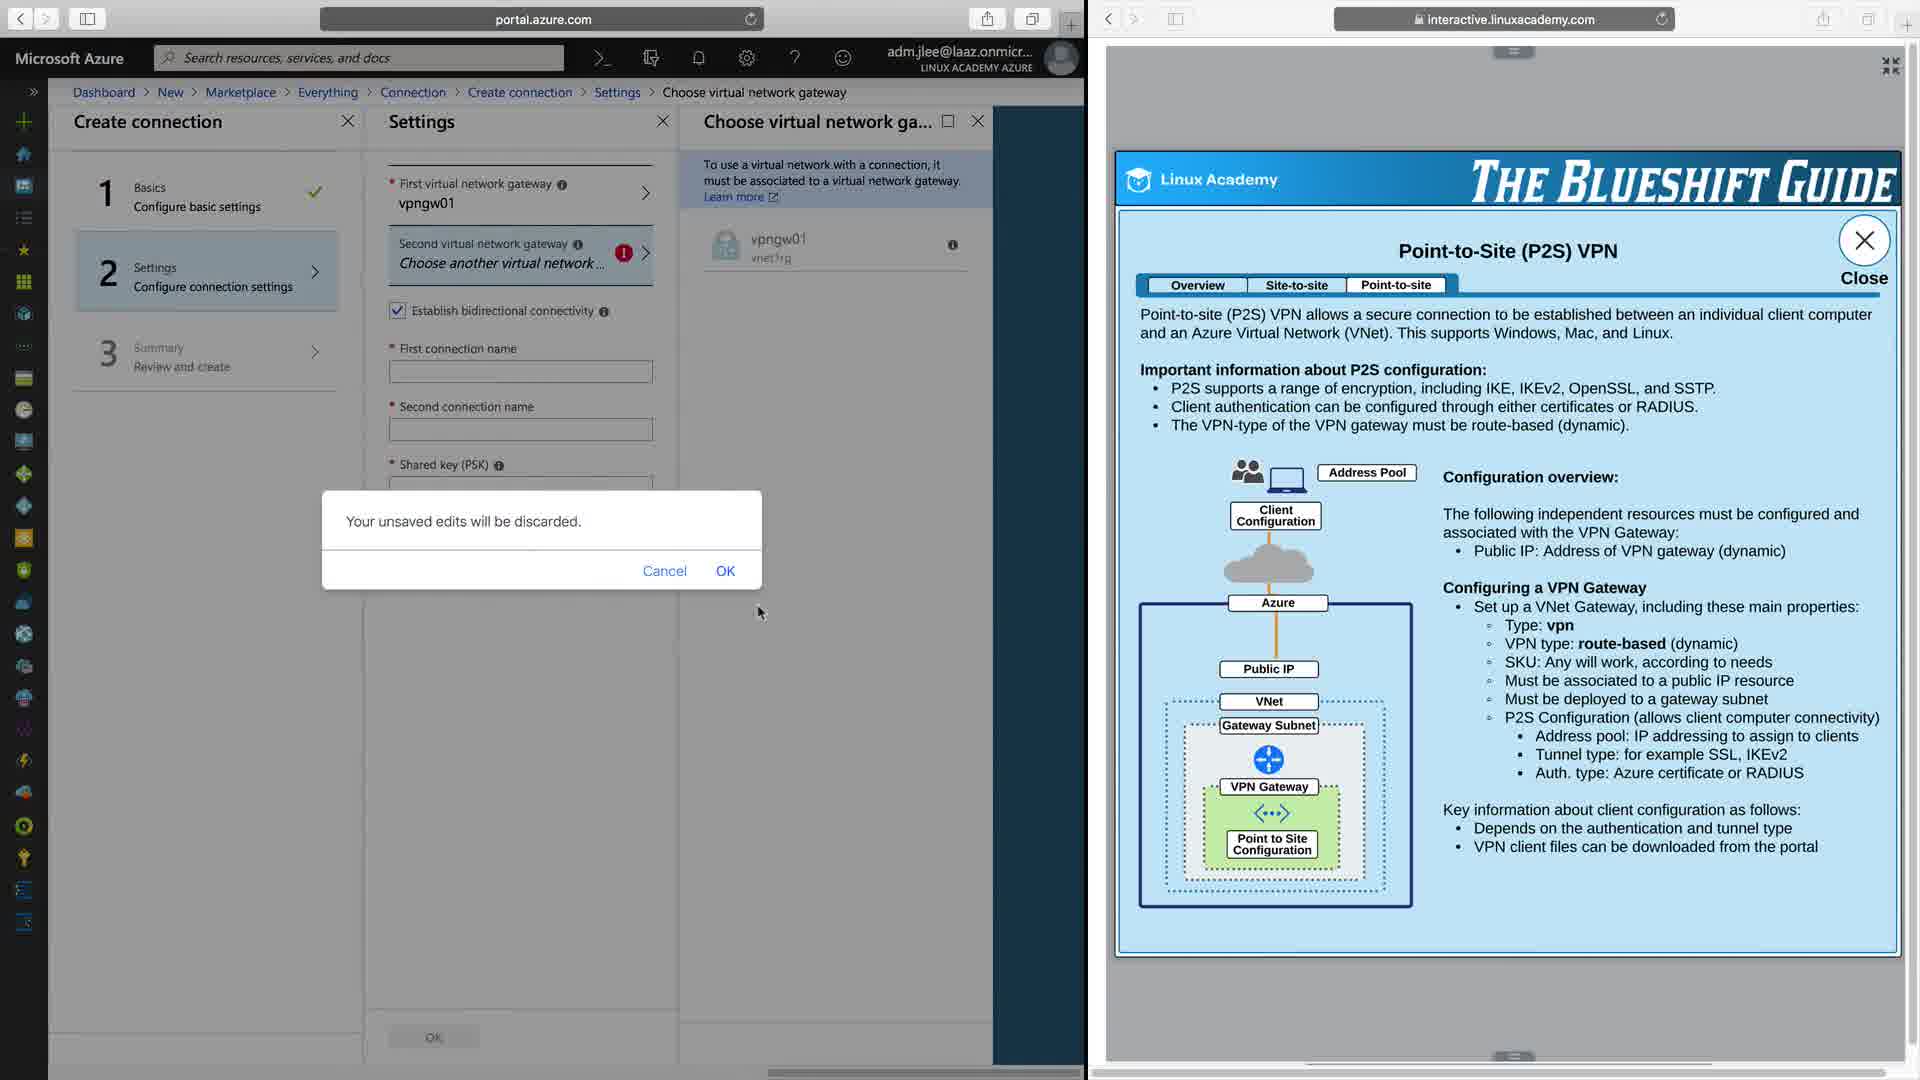 portal.azure.com
Microsoft Azure
Search resources, services, and docs
adm.jlee@laaz.onmicr...
LINUX ACADEMY AZURE
Dashboard > New > Marketplace > Everything > Connection > Create connection > Settings > Choose virtual network gateway
Create connection
1
Basics
Configure basic settings
2
Settings
Configure connection settings
3
Summary
Review and create
Settings
* First virtual network gateway
vpngw01
Second virtual network gateway
Choose another virtual network ...
Establish bidirectional connectivity
* First connection name
* Second connection name
* Shared key (PSK)
OK
Choose virtual network ga...
To use a virtual network with a connection, it
must be associated to a virtual network gateway.
Learn more
vpngw01
vnet1rg
Your unsaved edits will be discarded.
Cancel OK
interactive.linuxacademy.com
Linux Academy
THE BLUESHIFT GUIDE
Point-to-Site (P2S) VPN
Close
Overview Site-to-site Point-to-site
Point-to-site (P2S) VPN allows a secure connection to be established between an individual client computer
and an Azure Virtual Network (VNet). This supports Windows, Mac, and Linux.
Important information about P2S configuration:
• P2S supports a range of encryption, including IKE, IKEv2, OpenSSL, and SSTP.
• Client authentication can be configured through either certificates or RADIUS.
• The VPN-type of the VPN gateway must be route-based (dynamic).
Address Pool
Client
Configuration
Azure
Public IP
VNet
Gateway Subnet
VPN Gateway
Point to Site
Configuration
Configuration overview:
The following independent resources must be configured and
associated with the VPN Gateway:
• Public IP: Address of VPN gateway (dynamic)
Configuring a VPN Gateway
• Set up a VNet Gateway, including these main properties:
◦ Type: vpn
◦ VPN type: route-based (dynamic)
◦ SKU: Any will work, according to needs
◦ Must be associated to a public IP resource
◦ Must be deployed to a gateway subnet
◦ P2S Configuration (allows client computer connectivity)
▪ Address pool: IP addressing to assign to clients
▪ Tunnel type: for example SSL, IKEv2
▪ Auth. type: Azure certificate or RADIUS
Key information about client configuration as follows:
• Depends on the authentication and tunnel type
• VPN client files can be downloaded from the portal